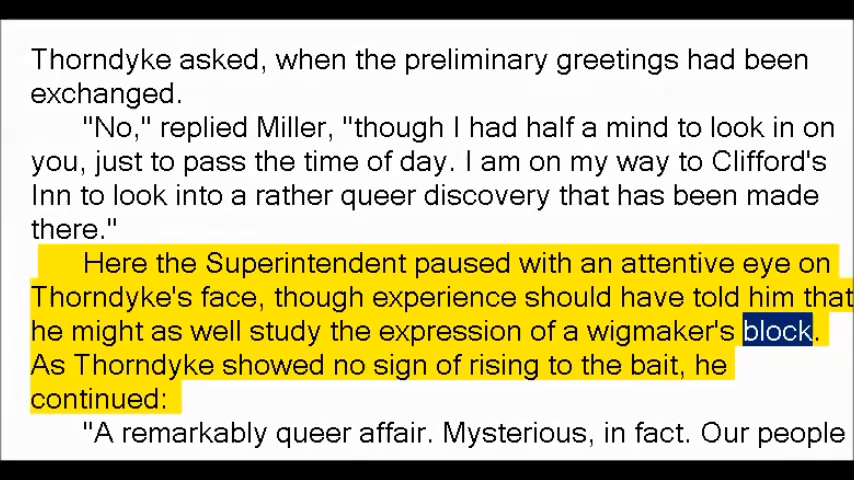 Thorndyke asked, when the preliminary greetings had been
exchanged.
"No," replied Miller, "though I had half a mind to look in on
you, just to pass the time of day. I am on my way to Clifford's
Inn to look into a rather queer discovery that has been made
there."
Here the Superintendent paused with an attentive eye on
Thorndyke's face, though experience should have told him that
he might as well study the expression of a wigmaker's block.
As Thorndyke showed no sign of rising to the bait, he
continued:
"A remarkably queer affair. Mysterious, in fact. Our people